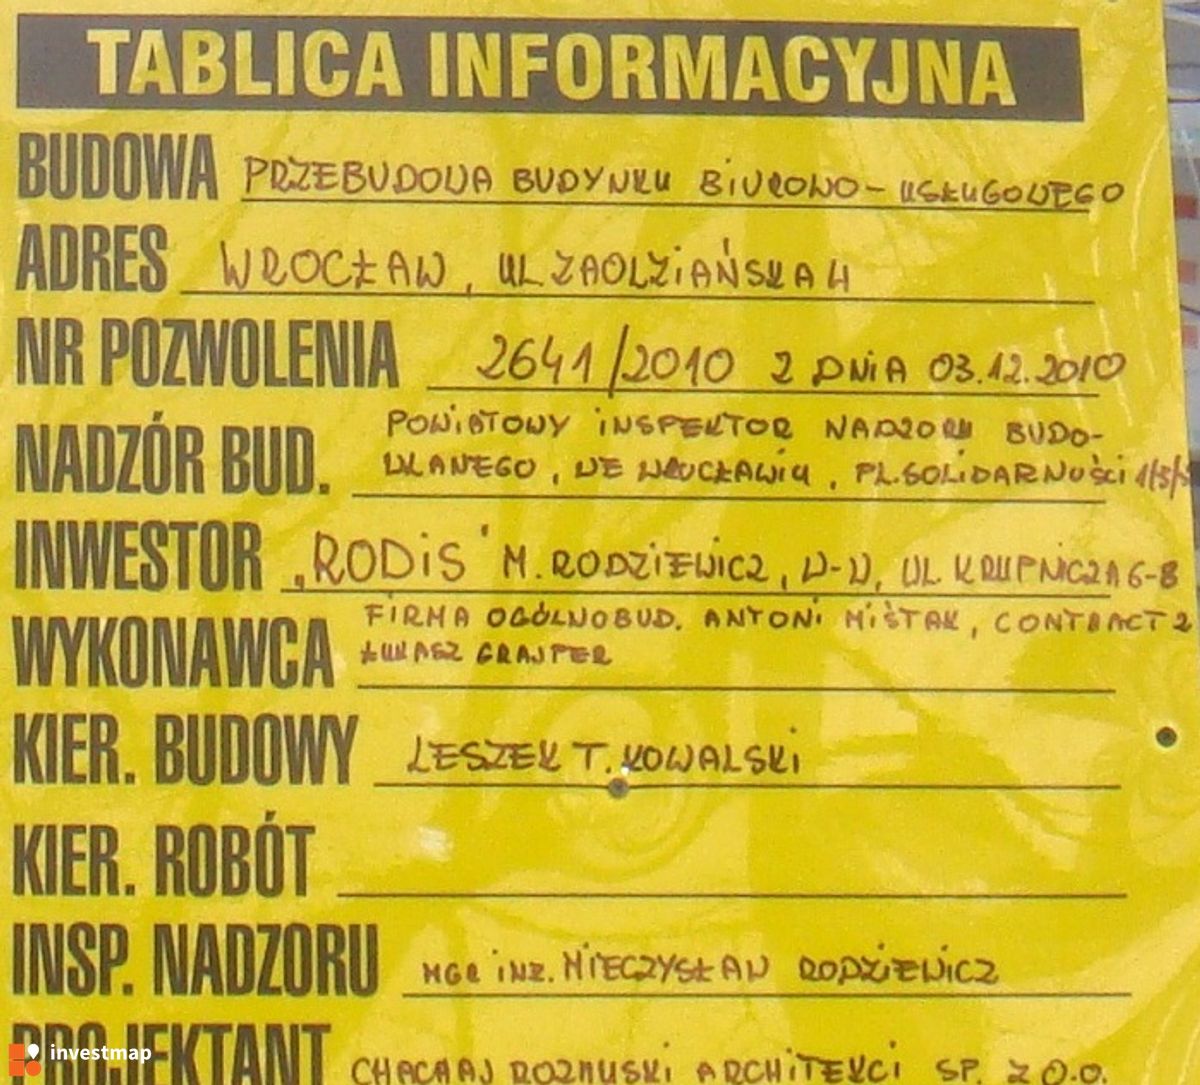 TABLICA INFORMACYJNA
BUDOWA PRZEBUDOWA BUDYNKU BIUROWO-USŁUGOWEGO
ADRES WROCŁAW, UL ZAOLZIAŃSKA 4
NR POZWOLENIA 2641/2010 Z DNIA 03.12.2010
NADZÓR BUD. POWIATOWY INSPEKTOR NADZORU BUDO-
WLANEGO, WE WROCŁAWIU, PL.SOLIDARNOŚCI 1/3/5
INWESTOR „RODIS" M. RODZIEWICZ, W-W, UL KRUPNICZA 6-8
WYKONAWCA FIRMA OGÓLNOBUD. ANTONI MIŚTAK, CONTRACT 2
ŁUKASZ GRAJPER
KIER. BUDOWY LESZEK T. KOWALSKI
KIER. ROBÓT
INSP. NADZORU MGR INŻ. MIECZYSŁAW RODZIEWICZ
PROJEKTANT CHACHAJ ROZNUSKI ARCHITEKCI SP. Z O.O.
investmap